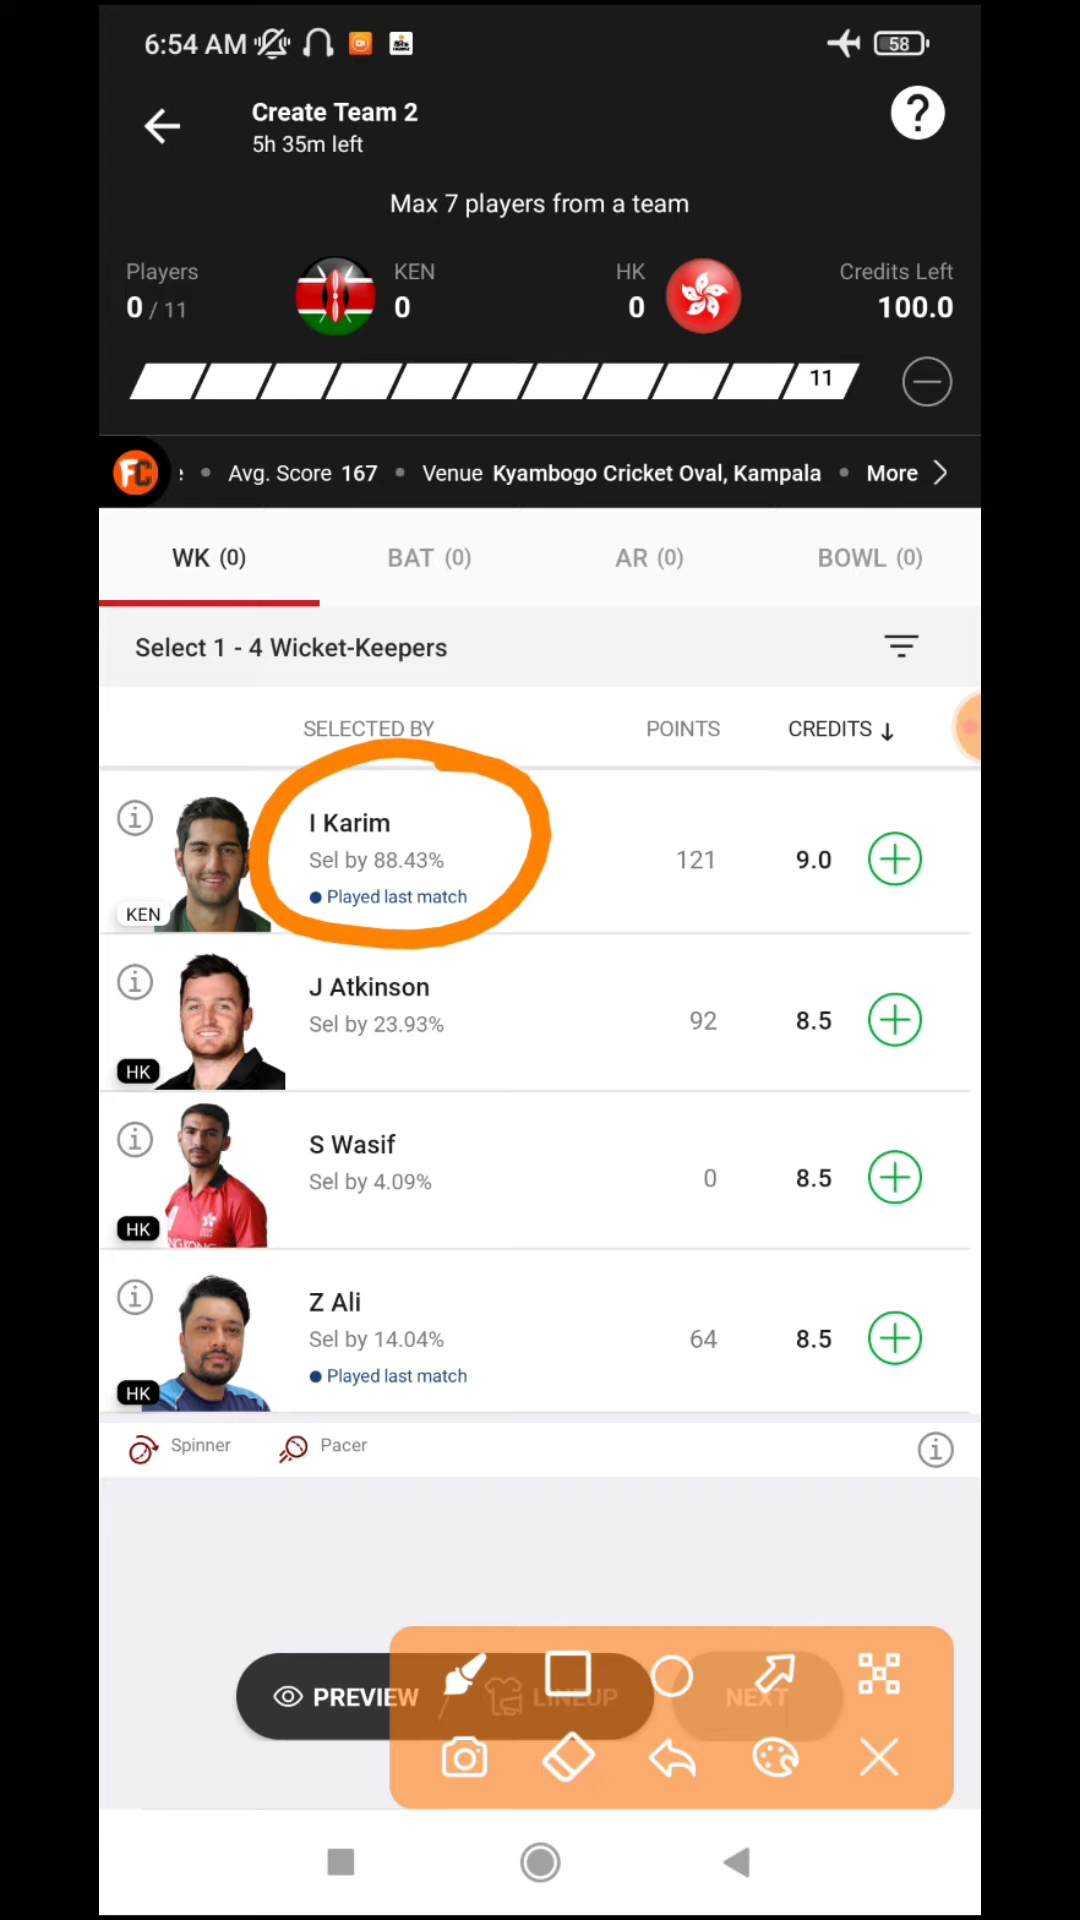 6:54 AM
58
Create Team 2
5h 35m left
Max 7 players from a team
Players
KEN
HK
Credits Left
0 / 11
0
0
100.0
11
FC
Avg. Score 167 • Venue Kyambogo Cricket Oval, Kampala • More
WK (0)
BAT (0)
AR (0)
BOWL (0)
Select 1 - 4 Wicket-Keepers
SELECTED BY
POINTS
CREDITS
I Karim
Sel by 88.43%
121
9.0
Played last match
KEN
J Atkinson
Sel by 23.93%
92
8.5
HK
S Wasif
Sel by 4.09%
0
8.5
HK
Z Ali
Sel by 14.04%
64
8.5
Played last match
HK
Spinner
Pacer
PREVIEW
LINEUP
NEXT